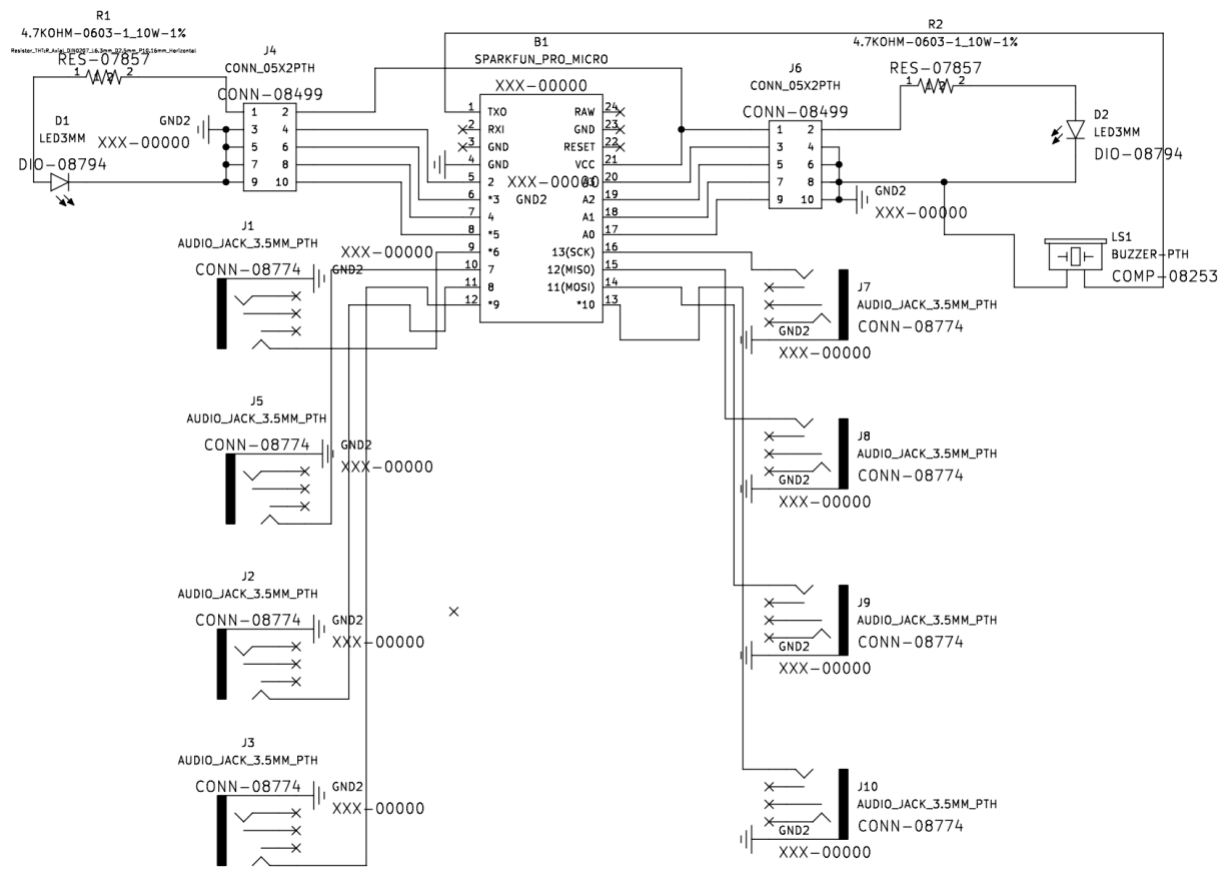 R1
4.7KOHM-0603-1_10W-1%
Resistor_THT:R_Axial_DIN0207_L6.3mm_D2.5mm_P10.16mm_Horizontal
RES-07857
1 1 2 2
J4
CONN_05X2PTH
CONN-08499
1 2
3 4
5 6
7 8
9 10
GND2
XXX-00000
D1
LED3MM
DIO-08794
B1
SPARKFUN_PRO_MICRO
XXX-00000
1 TXO RAW 24
2 RXI GND 23
3 GND RESET 22
4 GND VCC 21
5 2 A3 20
XXX-00000
6 *3 A2 19
GND2
7 4 A1 18
8 *5 A0 17
9 *6 13(SCK) 16
10 7 12(MISO) 15
11 8 11(MOSI) 14
12 *9 *10 13
R2
4.7KOHM-0603-1_10W-1%
RES-07857
1 1 2 2
J6
CONN_05X2PTH
CONN-08499
1 2
3 4
5 6
7 8
9 10
D2
LED3MM
DIO-08794
GND2
XXX-00000
LS1
BUZZER-PTH
COMP-08253
J1
AUDIO_JACK_3.5MM_PTH
CONN-08774
GND2
XXX-00000
J5
AUDIO_JACK_3.5MM_PTH
CONN-08774
GND2
XXX-00000
J2
AUDIO_JACK_3.5MM_PTH
CONN-08774
GND2
XXX-00000
J3
AUDIO_JACK_3.5MM_PTH
CONN-08774
GND2
XXX-00000
J7
AUDIO_JACK_3.5MM_PTH
CONN-08774
GND2
XXX-00000
J8
AUDIO_JACK_3.5MM_PTH
CONN-08774
GND2
XXX-00000
J9
AUDIO_JACK_3.5MM_PTH
CONN-08774
GND2
XXX-00000
J10
AUDIO_JACK_3.5MM_PTH
CONN-08774
GND2
XXX-00000